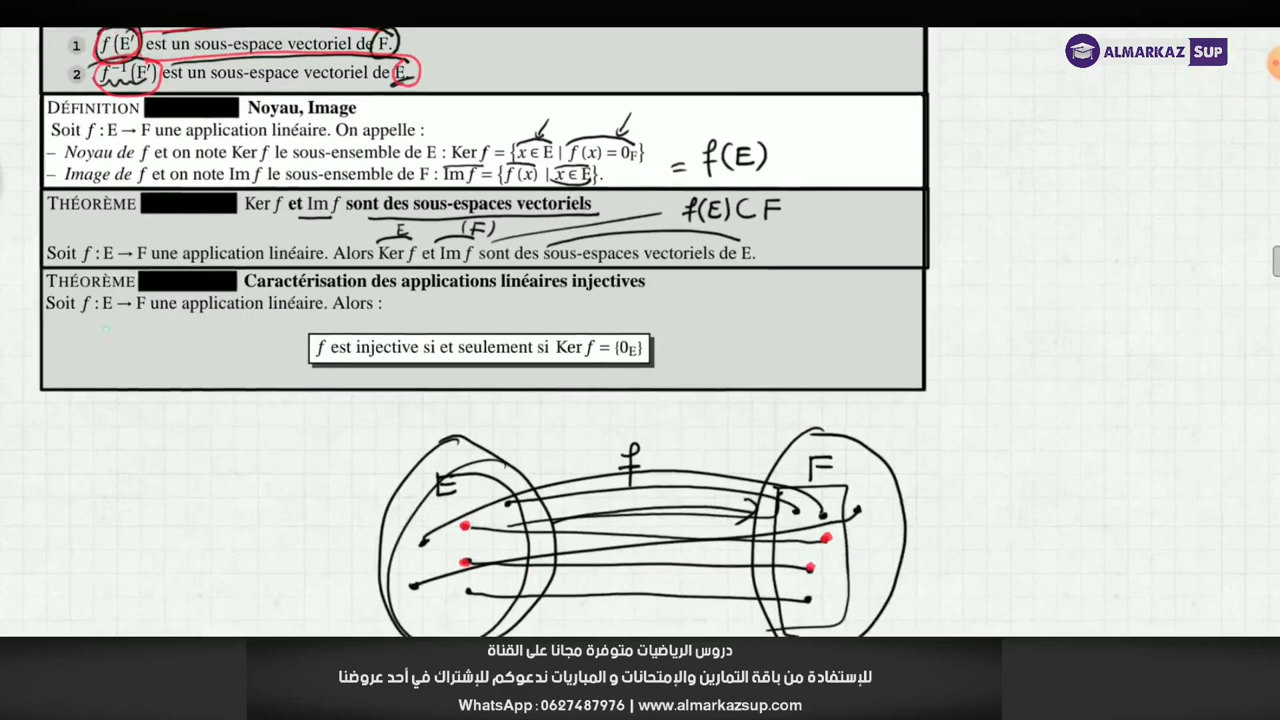 1 f (E′) est un sous-espace vectoriel de F.
2 f⁻¹(F′) est un sous-espace vectoriel de E.
ALMARKAZ SUP
DÉFINITION Noyau, Image
Soit f : E → F une application linéaire. On appelle :
– Noyau de f et on note Ker f le sous-ensemble de E : Ker f = {x ∈ E | f(x) = 0F}
– Image de f et on note Im f le sous-ensemble de F : Im f = {f(x) | x ∈ E}.
= f(E)
THÉORÈME Ker f et Im f sont des sous-espaces vectoriels
f(E) ⊂ F
E (F)
Soit f : E → F une application linéaire. Alors Ker f et Im f sont des sous-espaces vectoriels de E.
THÉORÈME Caractérisation des applications linéaires injectives
Soit f : E → F une application linéaire. Alors :
f est injective si et seulement si Ker f = {0E}
f
E F
دروس الرياضيات متوفرة مجانا على القناة
للإستفادة من باقة التمارين والإمتحانات و المباريات ندعوكم للإشتراك في أحد عروضنا
WhatsApp : 0627487976 | www.almarkazsup.com